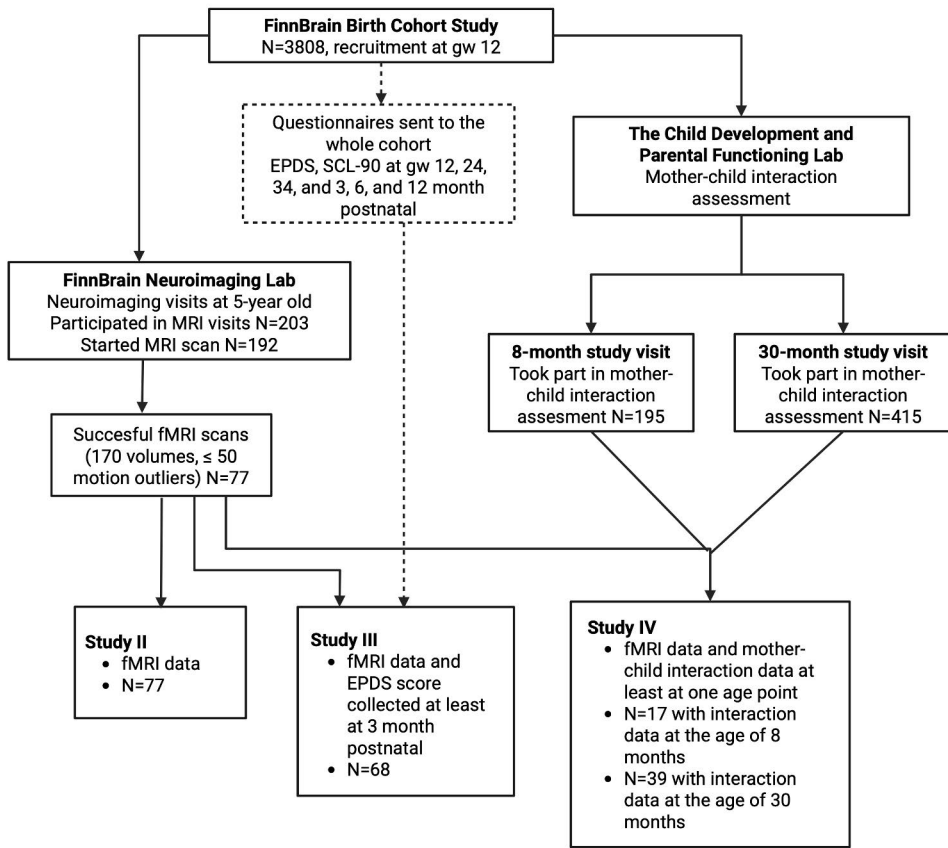 FinnBrain Birth Cohort Study
N=3808, recruitment at gw 12
Questionnaires sent to the
whole cohort
EPDS, SCL-90 at gw 12, 24,
34, and 3, 6, and 12 month
postnatal
The Child Development and
Parental Functioning Lab
Mother-child interaction
assessment
FinnBrain Neuroimaging Lab
Neuroimaging visits at 5-year old
Participated in MRI visits N=203
Started MRI scan N=192
8-month study visit
Took part in mother-
child interaction
assesment N=195
30-month study visit
Took part in mother-
child interaction
assessment N=415
Succesful fMRI scans
(170 volumes, ≤ 50
motion outliers) N=77
Study II
• fMRI data
• N=77
Study III
• fMRI data and
EPDS score
collected at least
at 3 month
postnatal
• N=68
Study IV
• fMRI data and mother-
child interaction data at
least at one age point
• N=17 with interaction
data at the age of 8
months
• N=39 with interaction
data at the age of 30
months